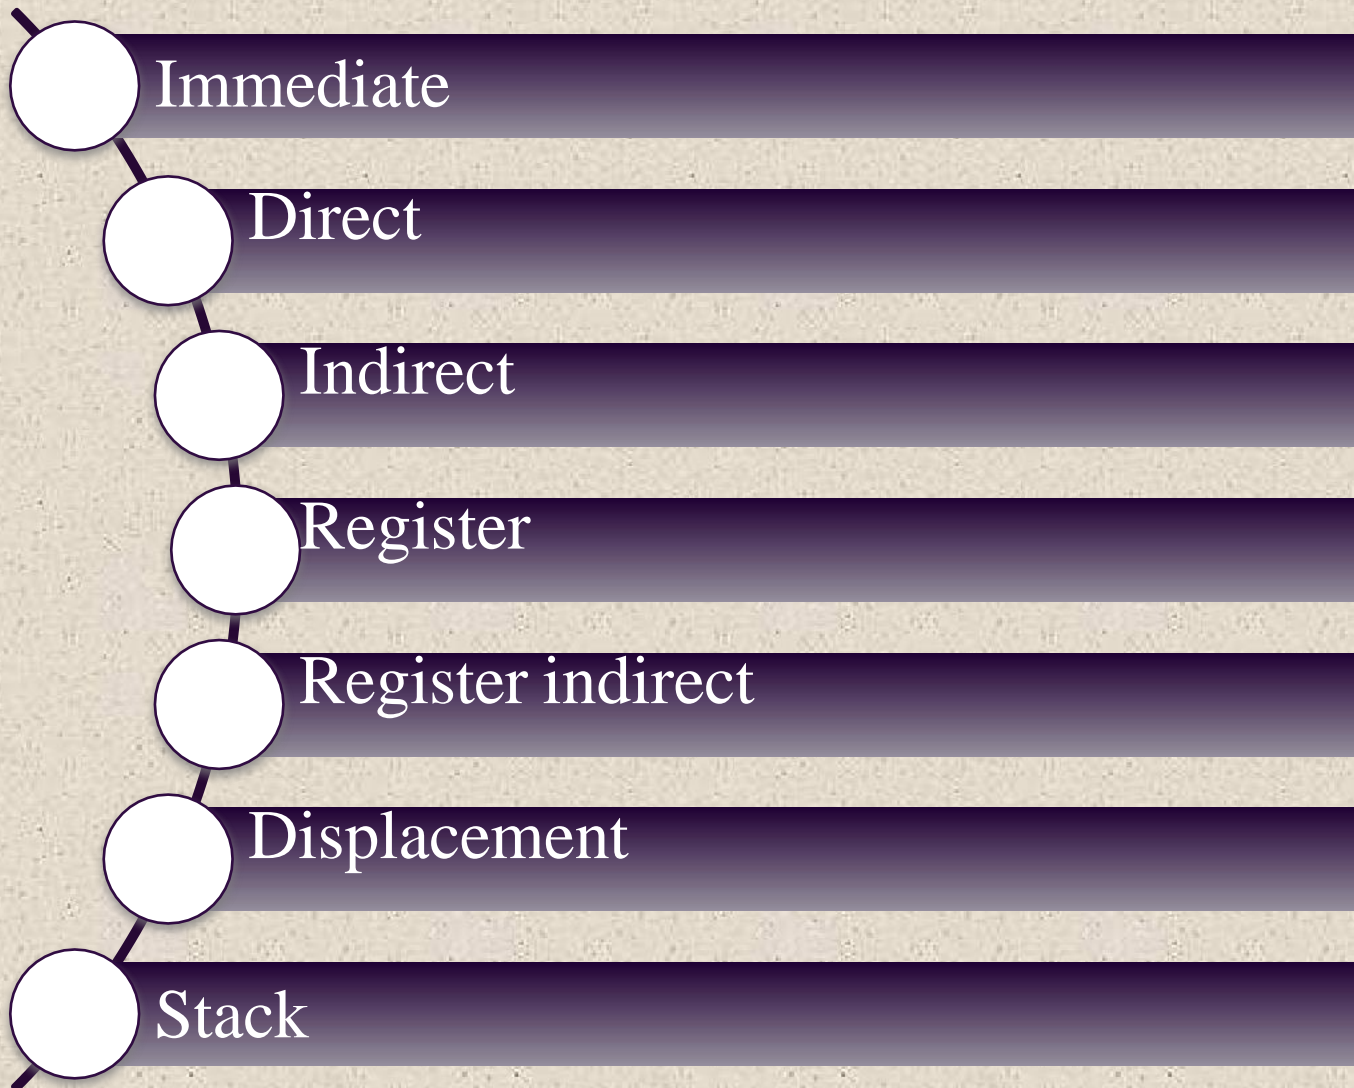 Immediate
Direct
Indirect
Register
Register indirect
Displacement
Stack